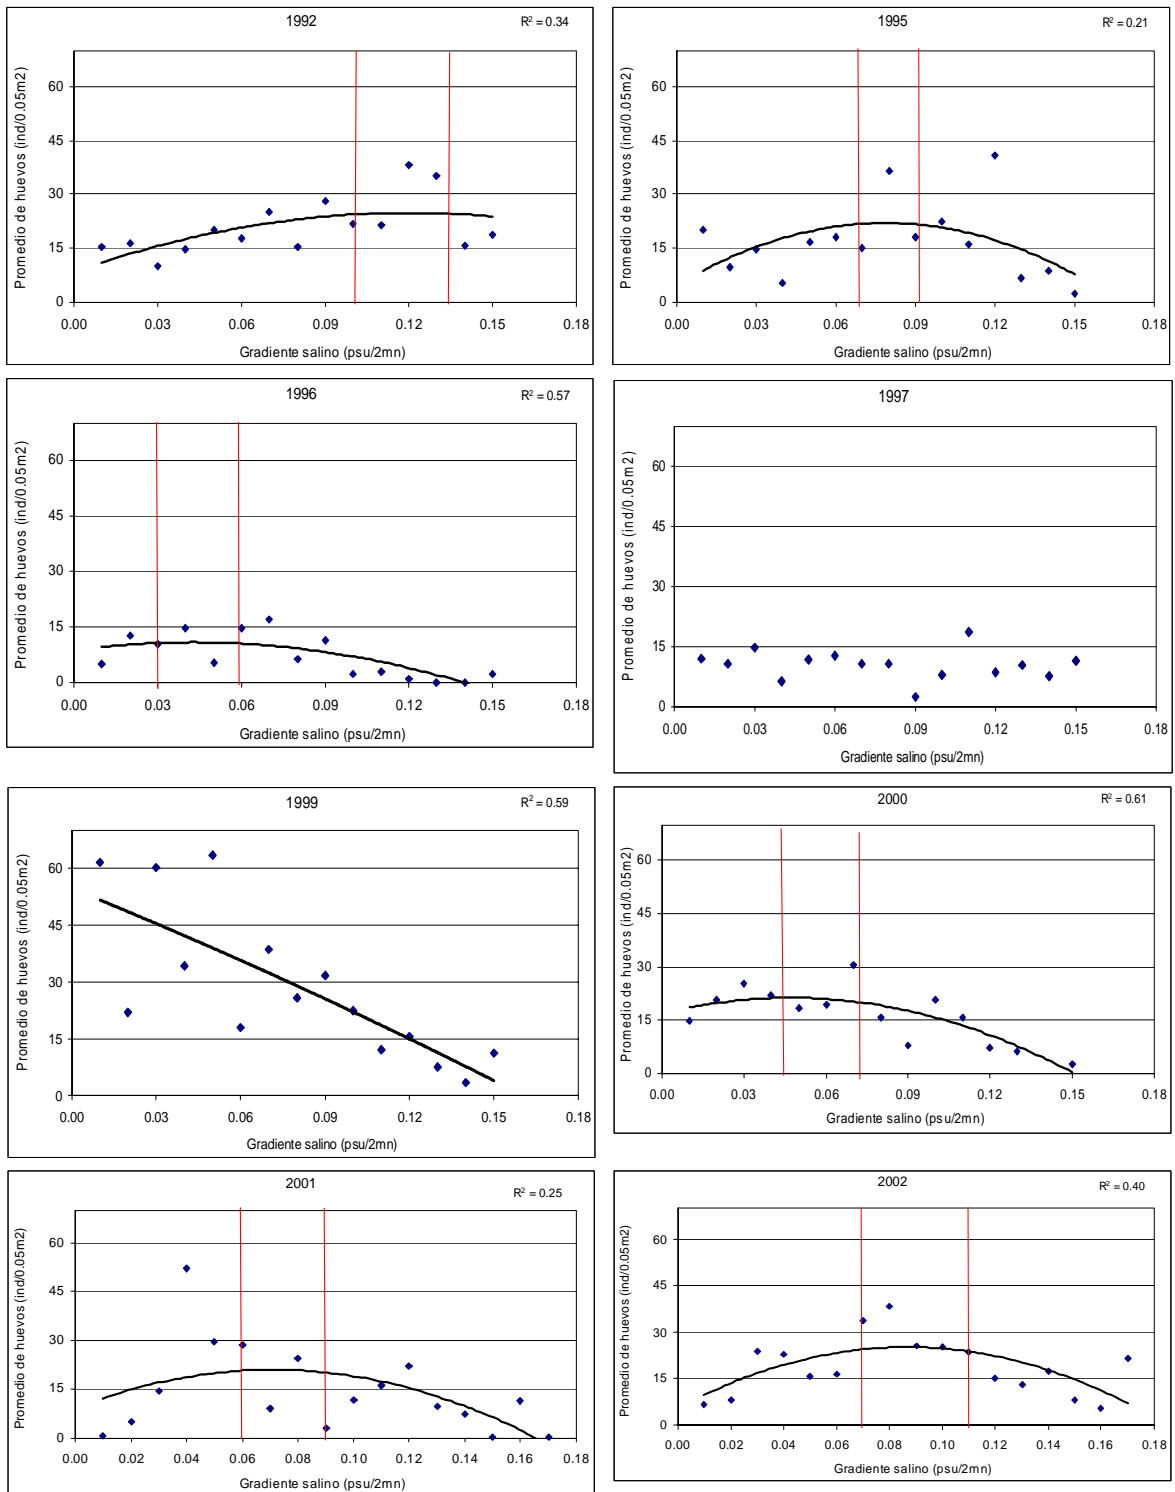 1992
R² = 0.34
Promedio de huevos (ind/0.05m2)
60
45
30
15
0
0.00 0.03 0.06 0.09 0.12 0.15 0.18
Gradiente salino (psu/2mn)
1995
R² = 0.21
Promedio de huevos (ind/0.05m2)
60
45
30
15
0
0.00 0.03 0.06 0.09 0.12 0.15 0.18
Gradiente salino (psu/2mn)
1996
R² = 0.57
Promedio de huevos (ind/0.05m2)
60
45
30
15
0
0.00 0.03 0.06 0.09 0.12 0.15 0.18
Gradiente salino (psu/2mn)
1997
Promedio de huevos (ind/0.05m2)
60
45
30
15
0
0.00 0.03 0.06 0.09 0.12 0.15 0.18
Gradiente salino (psu/2mn)
1999
R² = 0.59
Promedio de huevos (ind/0.05m2)
60
45
30
15
0
0.00 0.03 0.06 0.09 0.12 0.15 0.18
Gradiente salino (psu/2mn)
2000
R² = 0.61
Promedio de huevos (ind/0.05m2)
60
45
30
15
0
0.00 0.03 0.06 0.09 0.12 0.15 0.18
Gradiente salino (psu/2mn)
2001
R² = 0.25
Promedio de huevos (ind/0.05m2)
60
45
30
15
0
0.00 0.02 0.04 0.06 0.08 0.10 0.12 0.14 0.16 0.18
Gradiente salino (psu/2mn)
2002
R² = 0.40
Promedio de huevos (ind/0.05m2)
60
45
30
15
0
0.00 0.02 0.04 0.06 0.08 0.10 0.12 0.14 0.16 0.18
Gradiente salino (psu/2mn)